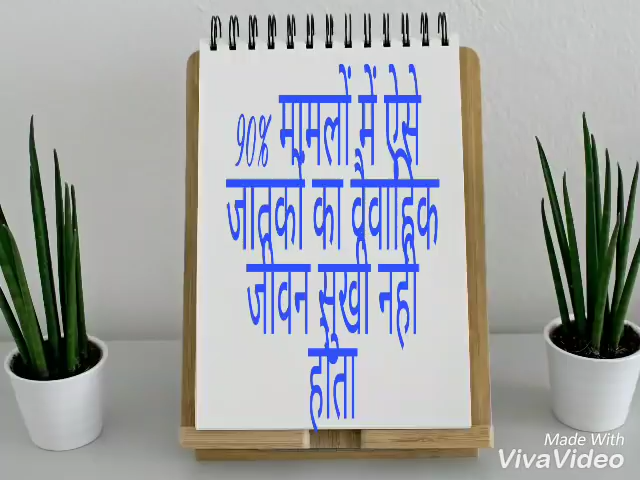 90% मामलों में ऐसे
जातकों का वैवाहिक
जीवन सुखी नही
होता
Made With
VivaVideo